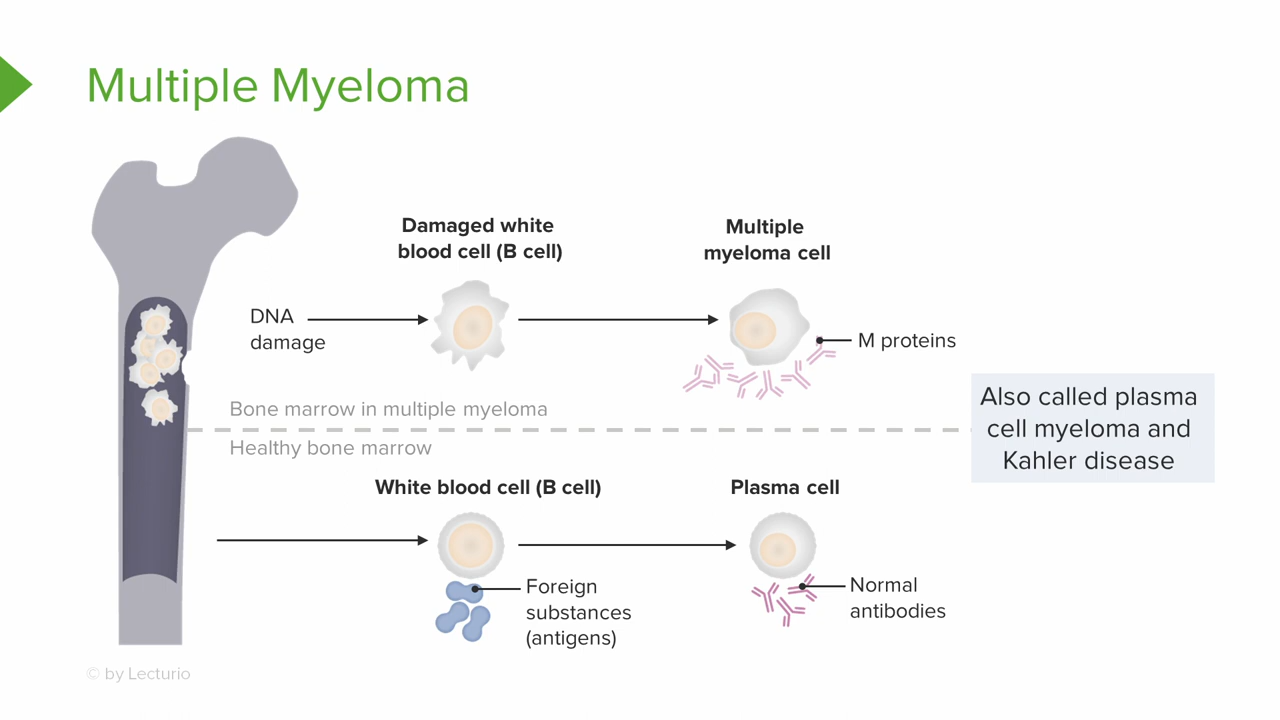 Multiple Myeloma
Damaged white
blood cell (B cell)
Multiple
myeloma cell
DNA
damage
M proteins
Bone marrow in multiple myeloma
Also called plasma
cell myeloma and
Kahler disease
Healthy bone marrow
White blood cell (B cell)
Plasma cell
Foreign
substances
(antigens)
Normal
antibodies
© by Lecturio